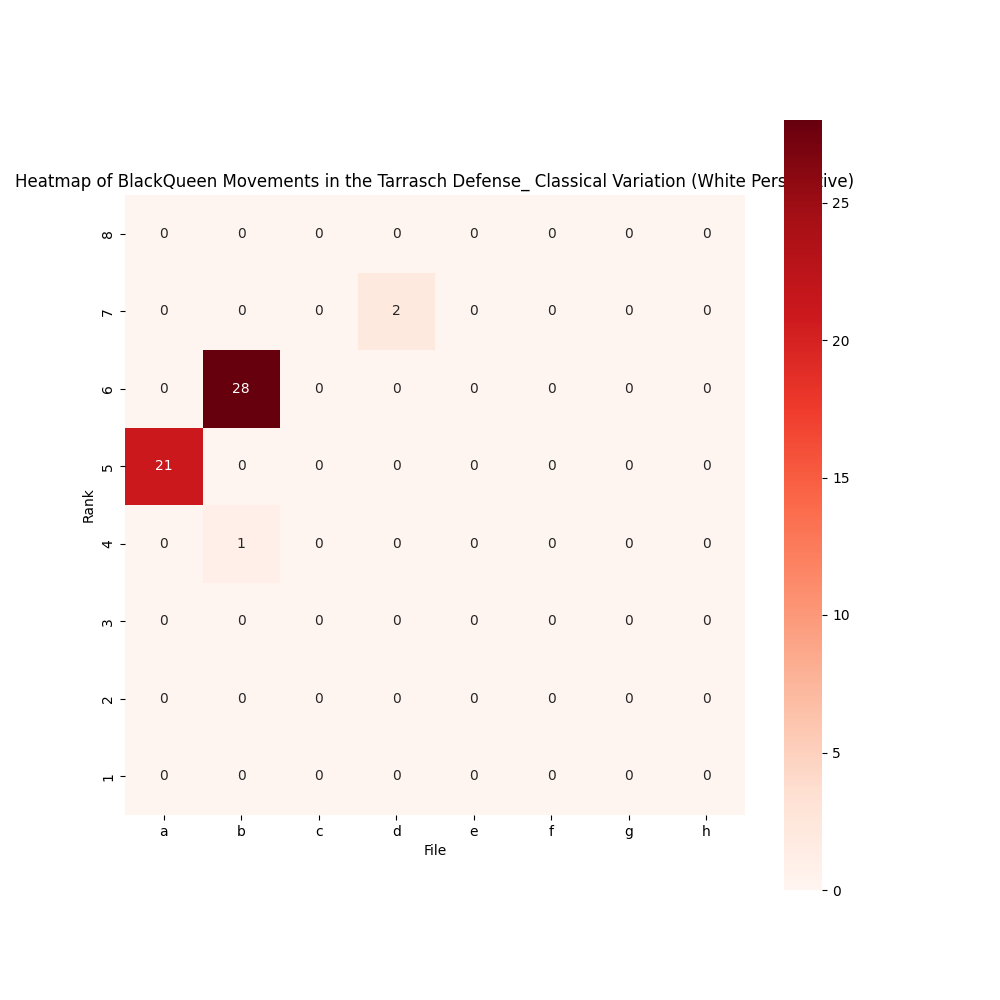 Heatmap of BlackQueen Movements in the Tarrasch Defense_ Classical Variation (White Perspective)
8 0 0 0 0 0 0 0 0
7 0 0 0 2 0 0 0 0
6 0 28 0 0 0 0 0 0
5 21 0 0 0 0 0 0 0
4 0 1 0 0 0 0 0 0
3 0 0 0 0 0 0 0 0
2 0 0 0 0 0 0 0 0
1 0 0 0 0 0 0 0 0
a b c d e f g h
File
Rank
25
20
15
10
5
0